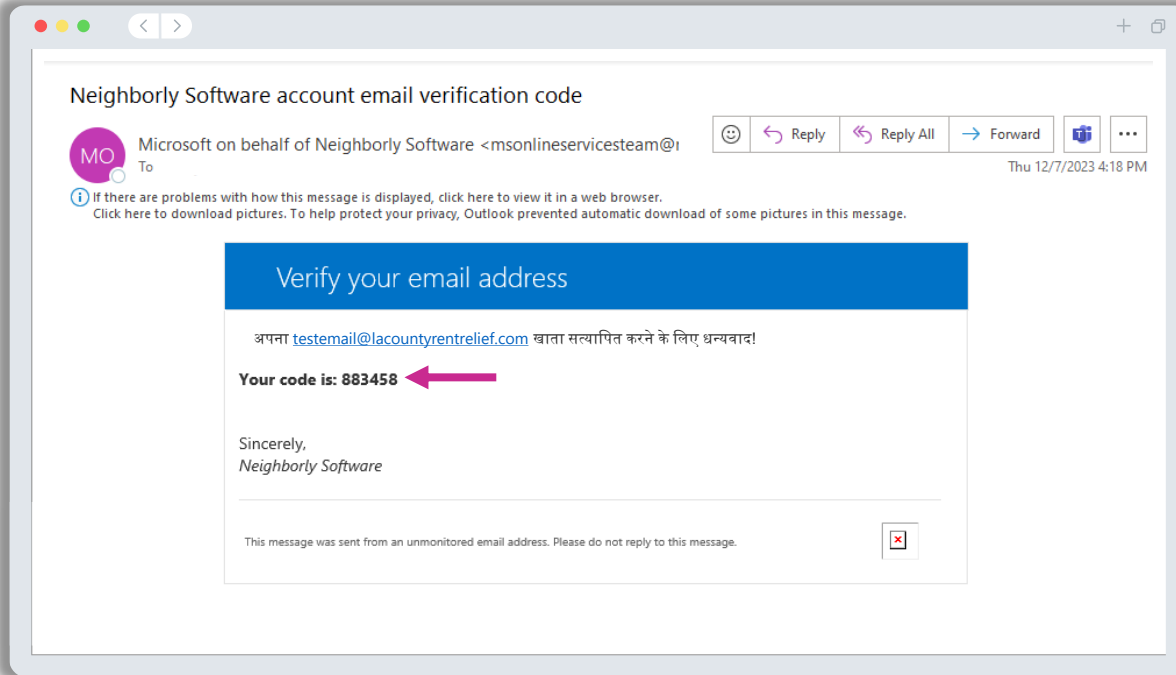 Neighborly Software account email verification code
MO
Microsoft on behalf of Neighborly Software <msonlineservicesteam@
Reply
Reply All
Forward
To
Thu 12/7/2023 4:18 PM
If there are problems with how this message is displayed, click here to view it in a web browser.
Click here to download pictures. To help protect your privacy, Outlook prevented automatic download of some pictures in this message.
Verify your email address
अपना testemail@lacountyrentrelief.com खाता सत्यापित करने के लिए धन्यवाद!
Your code is: 883458
Sincerely,
Neighborly Software
This message was sent from an unmonitored email address. Please do not reply to this message.